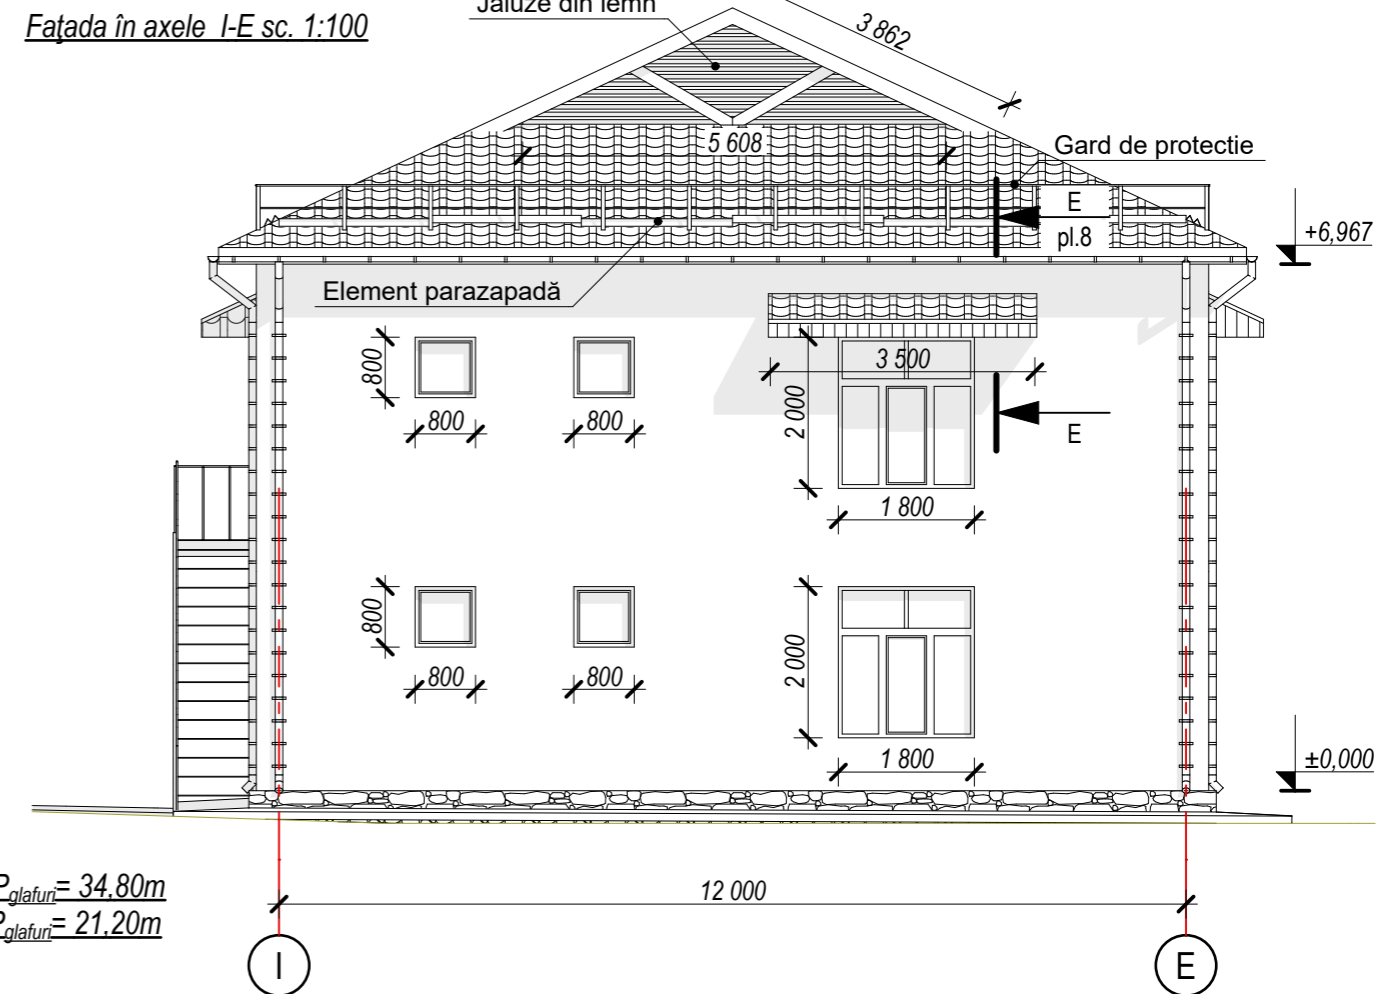 Jaluze din lemn
Faţada în axele I-E sc. 1:100
3 862
5 608
Gard de protectie
E
pl.8
+6,967
Element parazapadă
3 500
800
2 000
800
800
E
1 800
800
2 000
800
800
1 800
±0,000
Pglafuri= 34,80m
12 000
Pglafuri= 21,20m
I
E